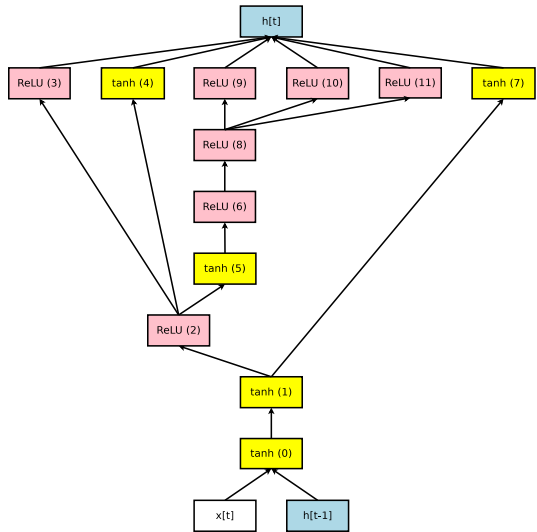 h[t]
ReLU (3)
tanh (4)
ReLU (9)
ReLU (10)
ReLU (11)
tanh (7)
ReLU (8)
ReLU (6)
tanh (5)
ReLU (2)
tanh (1)
tanh (0)
x[t]
h[t-1]